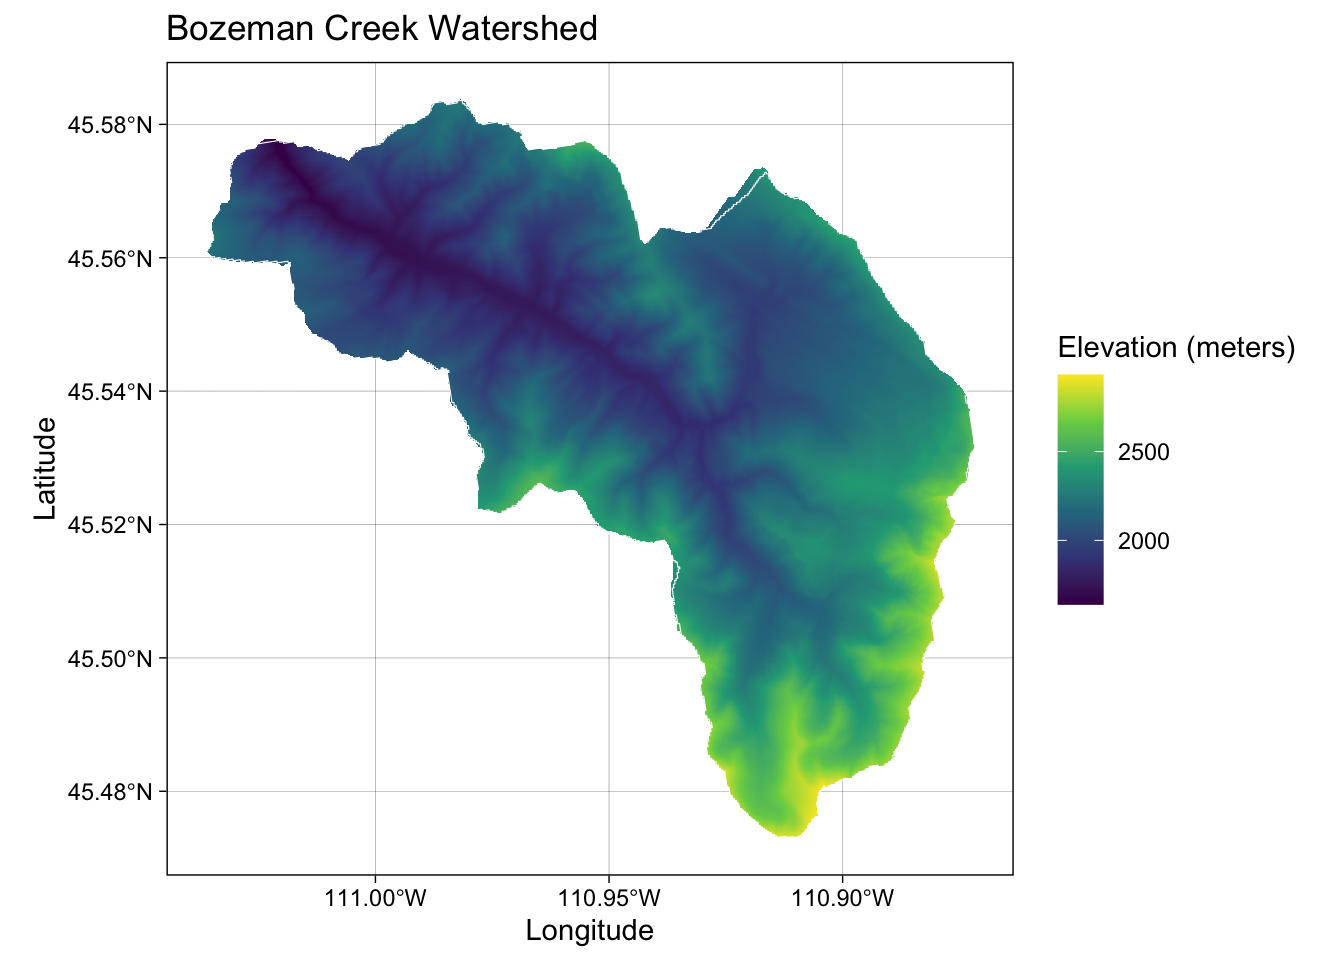 Bozeman Creek Watershed
45.58°N
45.56°N
45.54°N
45.52°N
45.50°N
45.48°N
Latitude
111.00°W 110.95°W 110.90°W
Longitude
Elevation (meters)
2500
2000